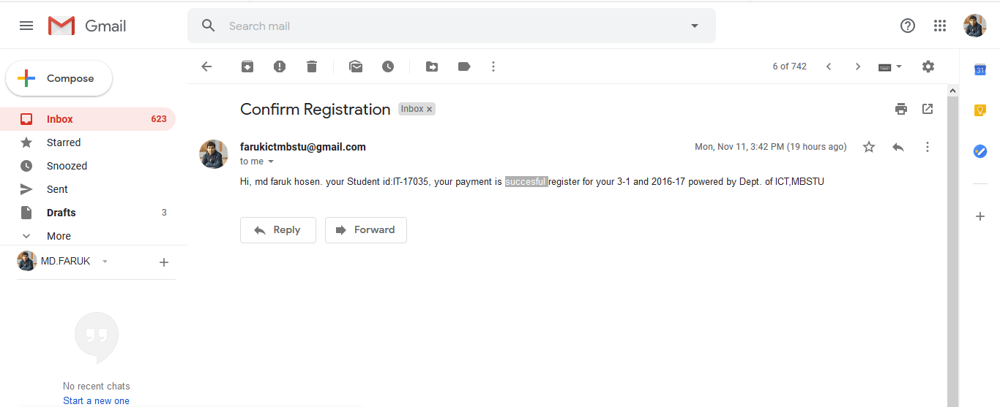 Gmail
Search mail
Compose
6 of 742
31
Inbox 623
Confirm Registration Inbox ×
Starred
farukictmbstu@gmail.com Mon, Nov 11, 3:42 PM (19 hours ago)
to me
Snoozed
Hi, md faruk hosen. your Student id:IT-17035, your payment is succesful register for your 3-1 and 2016-17 powered by Dept. of ICT,MBSTU
Sent
Drafts 3
Reply Forward
More
MD.FARUK
No recent chats
Start a new one